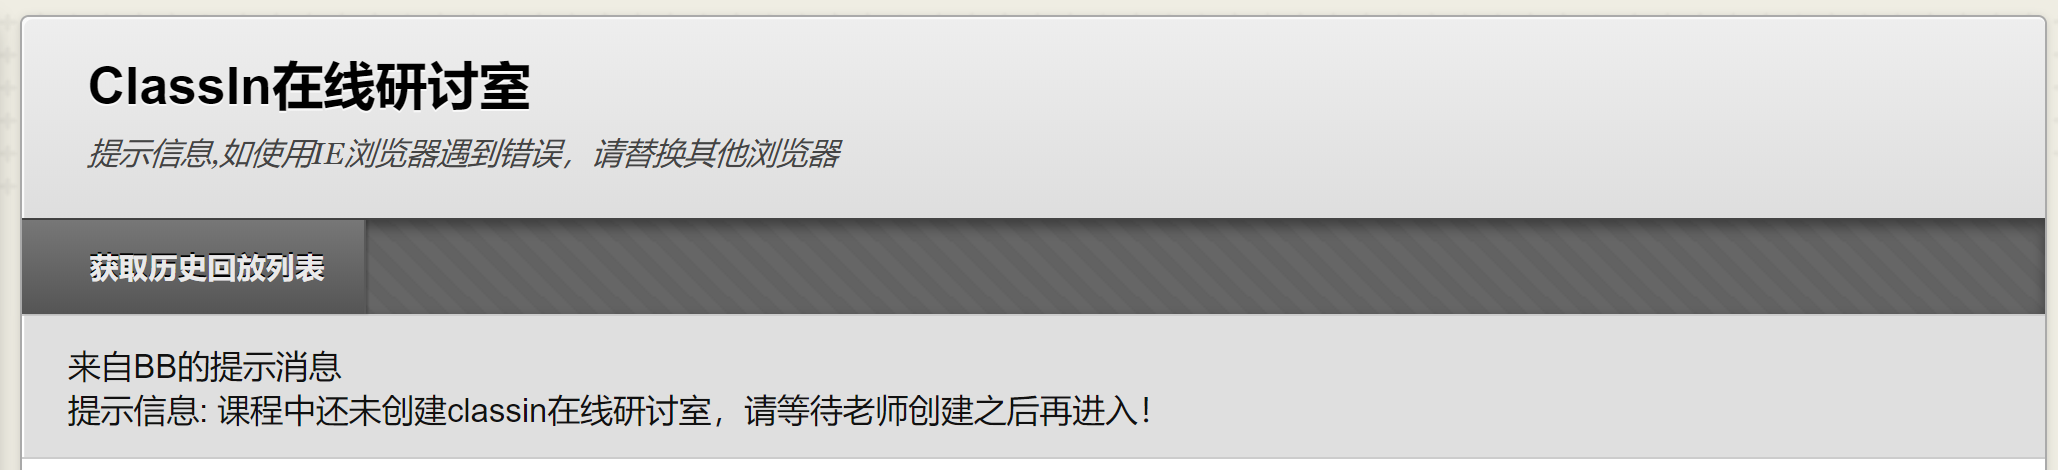 ClassIn在线研讨室
提示信息,如使用IE浏览器遇到错误，请替换其他浏览器
获取历史回放列表
来自BB的提示消息
提示信息: 课程中还未创建classin在线研讨室，请等待老师创建之后再进入！